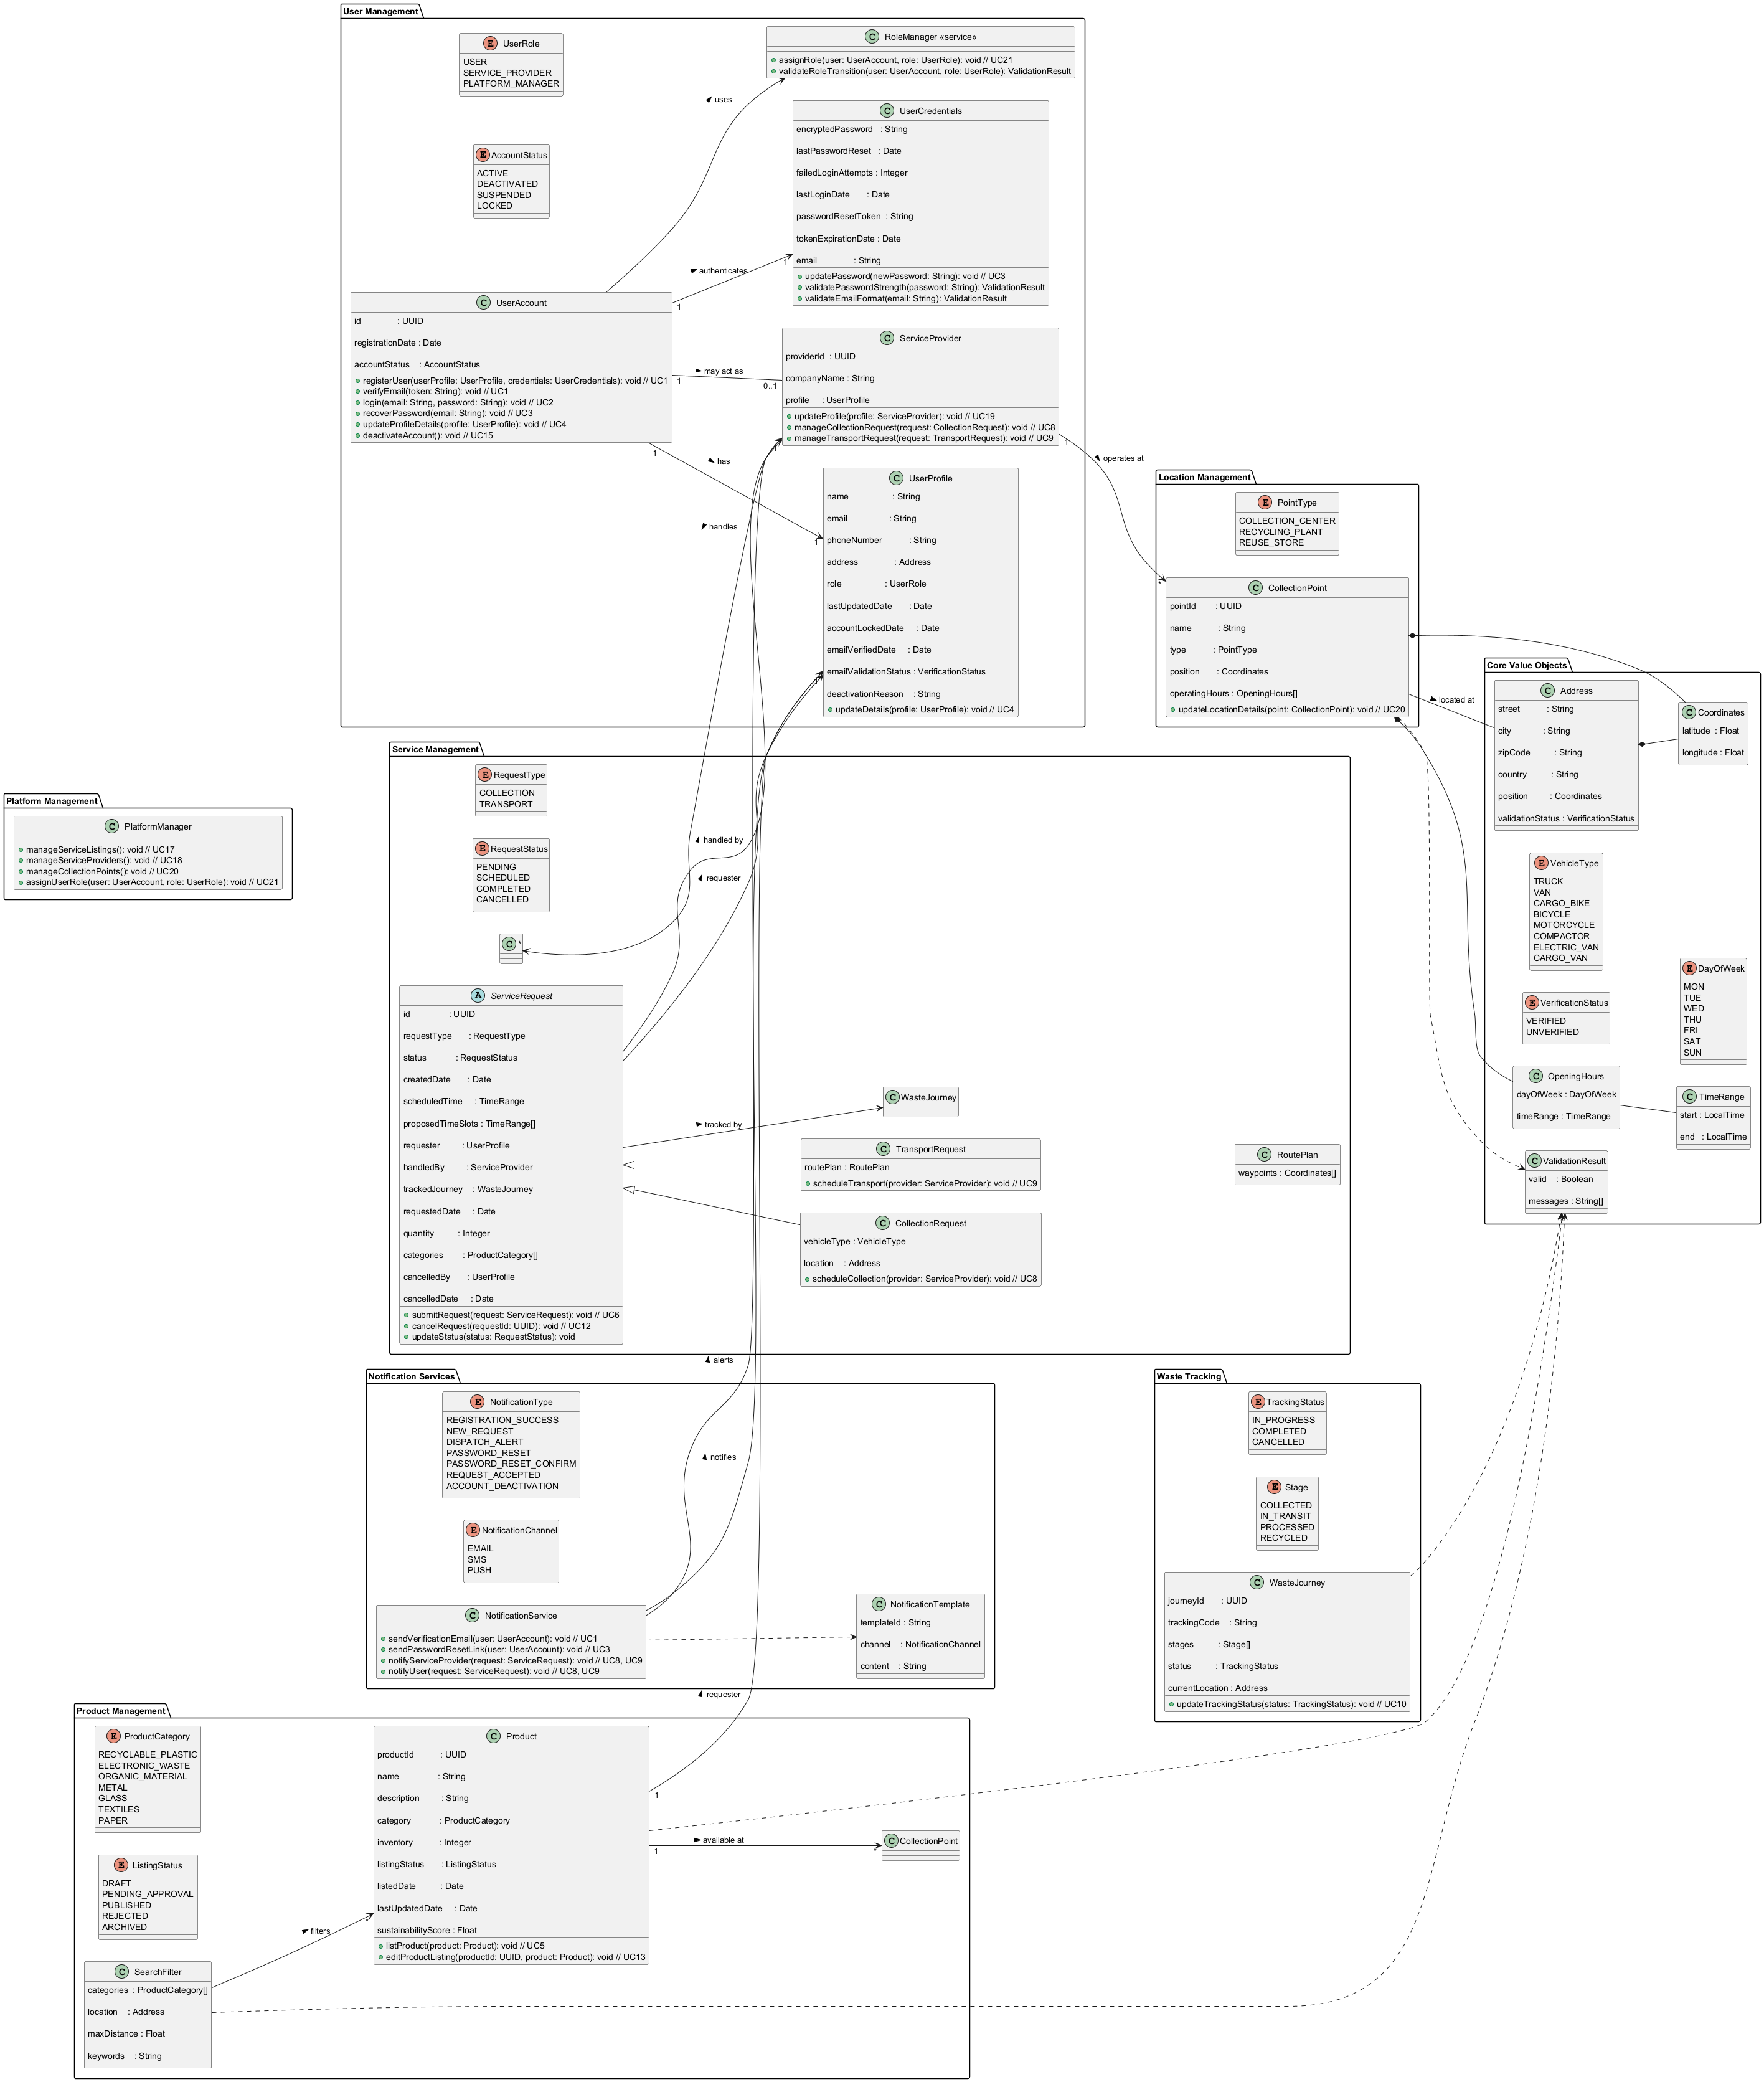 User Management
E UserRole
USER
SERVICE_PROVIDER
PLATFORM_MANAGER
E AccountStatus
ACTIVE
DEACTIVATED
SUSPENDED
LOCKED
C RoleManager «service»
assignRole(user: UserAccount, role: UserRole): void // UC21
validateRoleTransition(user: UserAccount, role: UserRole): ValidationResult
uses
C UserCredentials
encryptedPassword : String
lastPasswordReset : Date
failedLoginAttempts : Integer
lastLoginDate : Date
passwordResetToken : String
tokenExpirationDate : Date
email : String
updatePassword(newPassword: String): void // UC3
validatePasswordStrength(password: String): ValidationResult
validateEmailFormat(email: String): ValidationResult
authenticates
1
1
C UserAccount
id : UUID
registrationDate : Date
accountStatus : AccountStatus
registerUser(userProfile: UserProfile, credentials: UserCredentials): void // UC1
verifyEmail(token: String): void // UC1
login(email: String, password: String): void // UC2
recoverPassword(email: String): void // UC3
updateProfileDetails(profile: UserProfile): void // UC4
deactivateAccount(): void // UC15
may act as
1
0..1
C ServiceProvider
providerId : UUID
companyName : String
profile : UserProfile
updateProfile(profile: ServiceProvider): void // UC19
manageCollectionRequest(request: CollectionRequest): void // UC8
manageTransportRequest(request: TransportRequest): void // UC9
1
1
operates at
has
1
1
handles
C UserProfile
name : String
email : String
phoneNumber : String
address : Address
role : UserRole
lastUpdatedDate : Date
accountLockedDate : Date
emailVerifiedDate : Date
emailValidationStatus : VerificationStatus
deactivationReason : String
updateDetails(profile: UserProfile): void // UC4
Location Management
E PointType
COLLECTION_CENTER
RECYCLING_PLANT
REUSE_STORE
*
C CollectionPoint
pointId : UUID
name : String
type : PointType
position : Coordinates
operatingHours : OpeningHours[]
updateLocationDetails(point: CollectionPoint): void // UC20
located at
Core Value Objects
C Address
street : String
city : String
zipCode : String
country : String
position : Coordinates
validationStatus : VerificationStatus
C Coordinates
latitude : Float
longitude : Float
E VehicleType
TRUCK
VAN
CARGO_BIKE
BICYCLE
MOTORCYCLE
COMPACTOR
ELECTRIC_VAN
CARGO_VAN
E DayOfWeek
MON
TUE
WED
THU
FRI
SAT
SUN
E VerificationStatus
VERIFIED
UNVERIFIED
C OpeningHours
dayOfWeek : DayOfWeek
timeRange : TimeRange
C TimeRange
start : LocalTime
end : LocalTime
C ValidationResult
valid : Boolean
messages : String[]
Platform Management
C PlatformManager
manageServiceListings(): void // UC17
manageServiceProviders(): void // UC18
manageCollectionPoints(): void // UC20
assignUserRole(user: UserAccount, role: UserRole): void // UC21
Service Management
E RequestType
COLLECTION
TRANSPORT
E RequestStatus
PENDING
SCHEDULED
COMPLETED
CANCELLED
C *
handled by
requester
A ServiceRequest
id : UUID
requestType : RequestType
status : RequestStatus
createdDate : Date
scheduledTime : TimeRange
proposedTimeSlots : TimeRange[]
requester : UserProfile
handledBy : ServiceProvider
trackedJourney : WasteJourney
requestedDate : Date
quantity : Integer
categories : ProductCategory[]
cancelledBy : UserProfile
cancelledDate : Date
submitRequest(request: ServiceRequest): void // UC6
cancelRequest(requestId: UUID): void // UC12
updateStatus(status: RequestStatus): void
tracked by
C WasteJourney
C TransportRequest
routePlan : RoutePlan
scheduleTransport(provider: ServiceProvider): void // UC9
C RoutePlan
waypoints : Coordinates[]
C CollectionRequest
vehicleType : VehicleType
location : Address
scheduleCollection(provider: ServiceProvider): void // UC8
alerts
Notification Services
E NotificationType
REGISTRATION_SUCCESS
NEW_REQUEST
DISPATCH_ALERT
PASSWORD_RESET
PASSWORD_RESET_CONFIRM
REQUEST_ACCEPTED
ACCOUNT_DEACTIVATION
notifies
E NotificationChannel
EMAIL
SMS
PUSH
C NotificationService
sendVerificationEmail(user: UserAccount): void // UC1
sendPasswordResetLink(user: UserAccount): void // UC3
notifyServiceProvider(request: ServiceRequest): void // UC8, UC9
notifyUser(request: ServiceRequest): void // UC8, UC9
C NotificationTemplate
templateId : String
channel : NotificationChannel
content : String
Waste Tracking
E TrackingStatus
IN_PROGRESS
COMPLETED
CANCELLED
E Stage
COLLECTED
IN_TRANSIT
PROCESSED
RECYCLED
C WasteJourney
journeyId : UUID
trackingCode : String
stages : Stage[]
status : TrackingStatus
currentLocation : Address
updateTrackingStatus(status: TrackingStatus): void // UC10
requester
Product Management
E ProductCategory
RECYCLABLE_PLASTIC
ELECTRONIC_WASTE
ORGANIC_MATERIAL
METAL
GLASS
TEXTILES
PAPER
E ListingStatus
DRAFT
PENDING_APPROVAL
PUBLISHED
REJECTED
ARCHIVED
filters
*
C SearchFilter
categories : ProductCategory[]
location : Address
maxDistance : Float
keywords : String
C Product
productId : UUID
name : String
description : String
category : ProductCategory
inventory : Integer
listingStatus : ListingStatus
listedDate : Date
lastUpdatedDate : Date
sustainabilityScore : Float
listProduct(product: Product): void // UC5
editProductListing(productId: UUID, product: Product): void // UC13
1
1
available at
*
C CollectionPoint